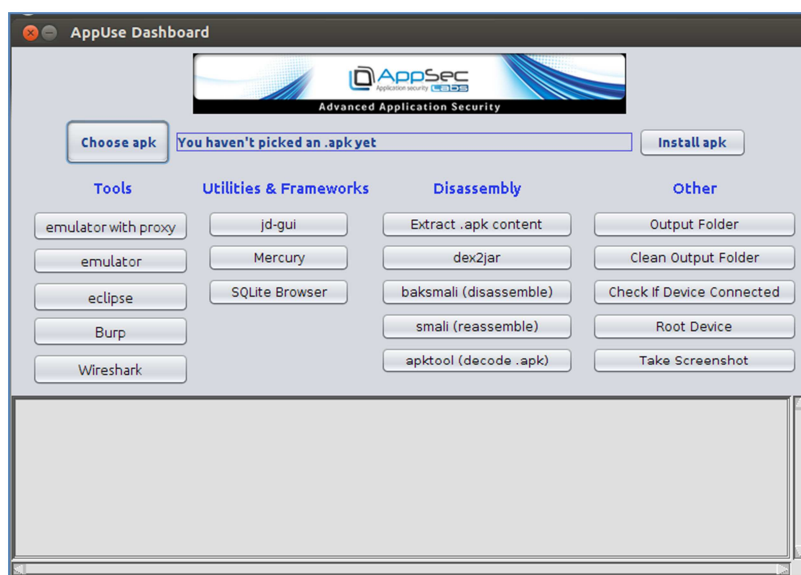 AppUse Dashboard
AppSec
Application security LABS
Advanced Application Security
Choose apk
You haven't picked an .apk yet
Install apk
Tools
emulator with proxy
emulator
eclipse
Burp
Wireshark
Utilities & Frameworks
jd-gui
Mercury
SQLite Browser
Disassembly
Extract .apk content
dex2jar
baksmali (disassemble)
smali (reassemble)
apktool (decode .apk)
Other
Output Folder
Clean Output Folder
Check If Device Connected
Root Device
Take Screenshot